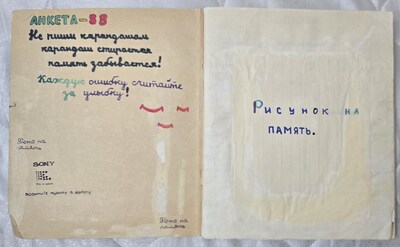 АНКЕТА-88
Не пиши карандашом
карандаш стирается
память забывается!
Каждую ошибку считайте
за улыбку!
SONY
Рисунок на
память.